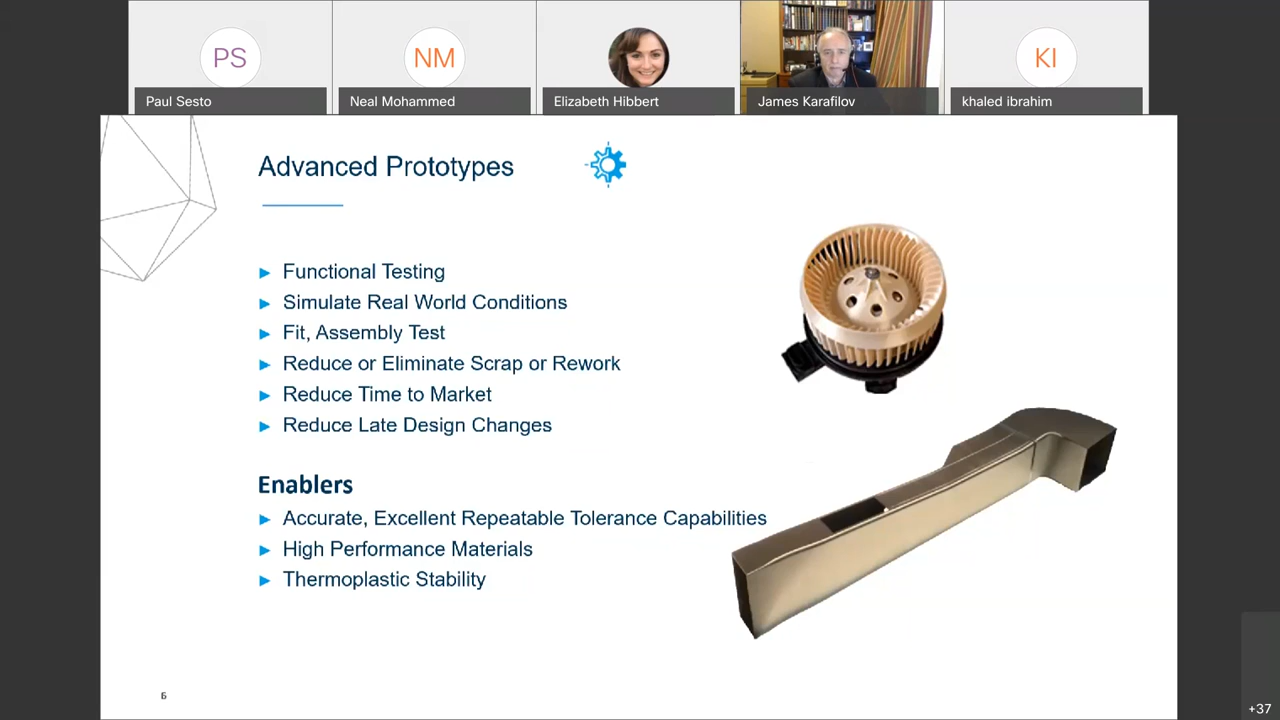 PS
NM
KI
Paul Sesto
Neal Mohammed
Elizabeth Hibbert
James Karafilov
khaled ibrahim
Advanced Prototypes
► Functional Testing
► Simulate Real World Conditions
► Fit, Assembly Test
► Reduce or Eliminate Scrap or Rework
► Reduce Time to Market
► Reduce Late Design Changes
Enablers
► Accurate, Excellent Repeatable Tolerance Capabilities
► High Performance Materials
► Thermoplastic Stability
6
+37